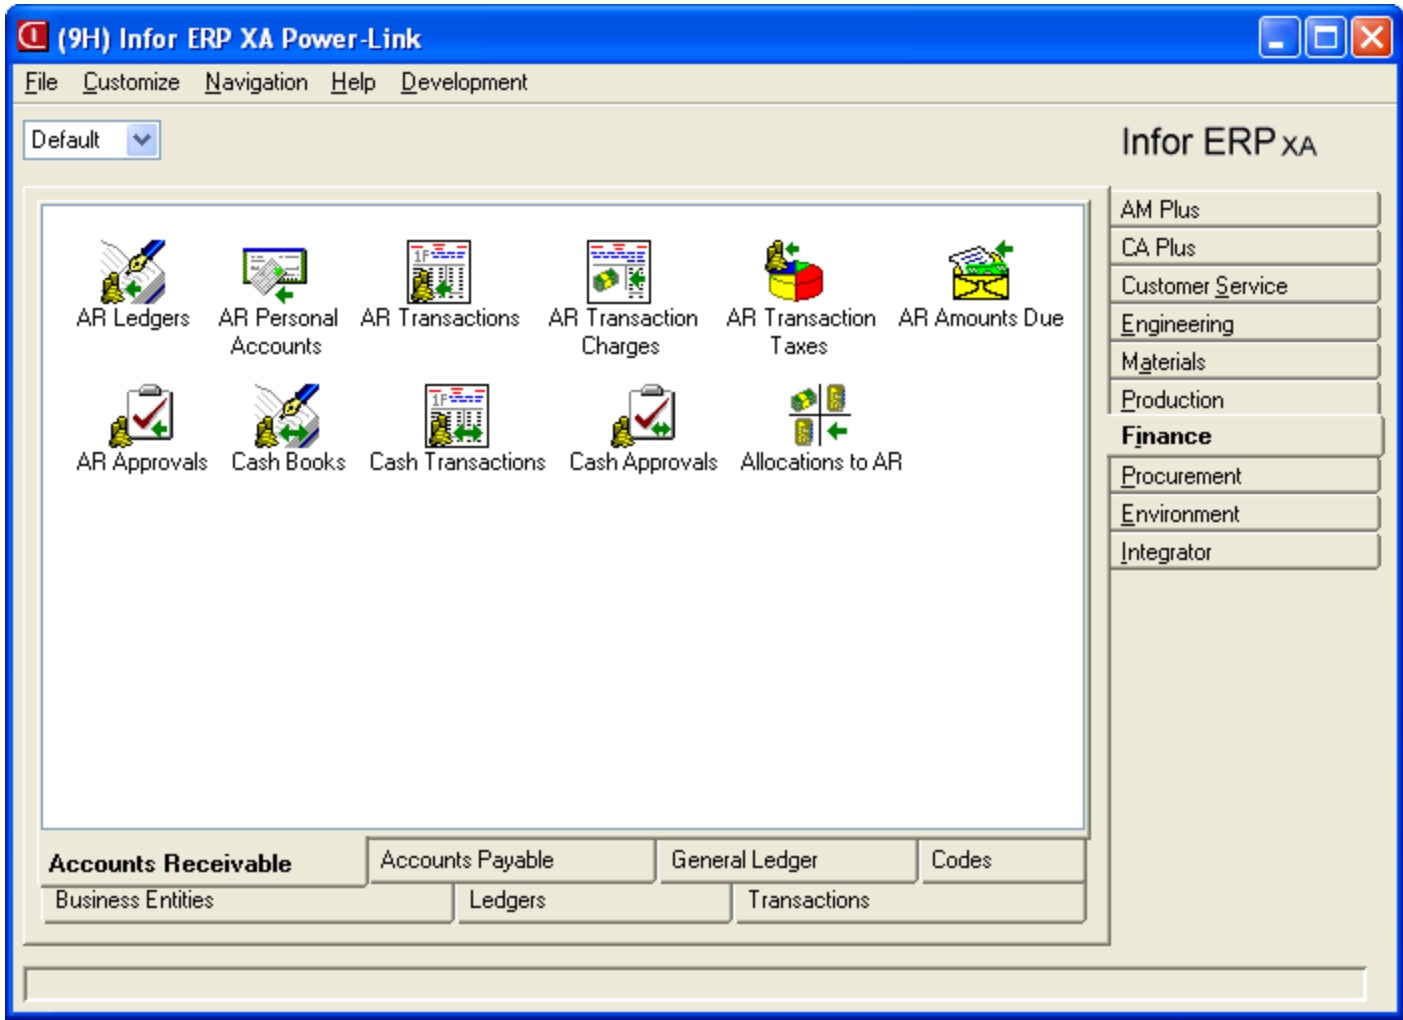 (9H) Infor ERP XA Power-Link
File Customize Navigation Help Development
Default
Infor ERP XA
AR Ledgers
AR Personal Accounts
AR Transactions
AR Transaction Charges
AR Transaction Taxes
AR Amounts Due
AR Approvals
Cash Books
Cash Transactions
Cash Approvals
Allocations to AR
AM Plus
CA Plus
Customer Service
Engineering
Materials
Production
Finance
Procurement
Environment
Integrator
Accounts Receivable
Accounts Payable
General Ledger
Codes
Business Entities
Ledgers
Transactions